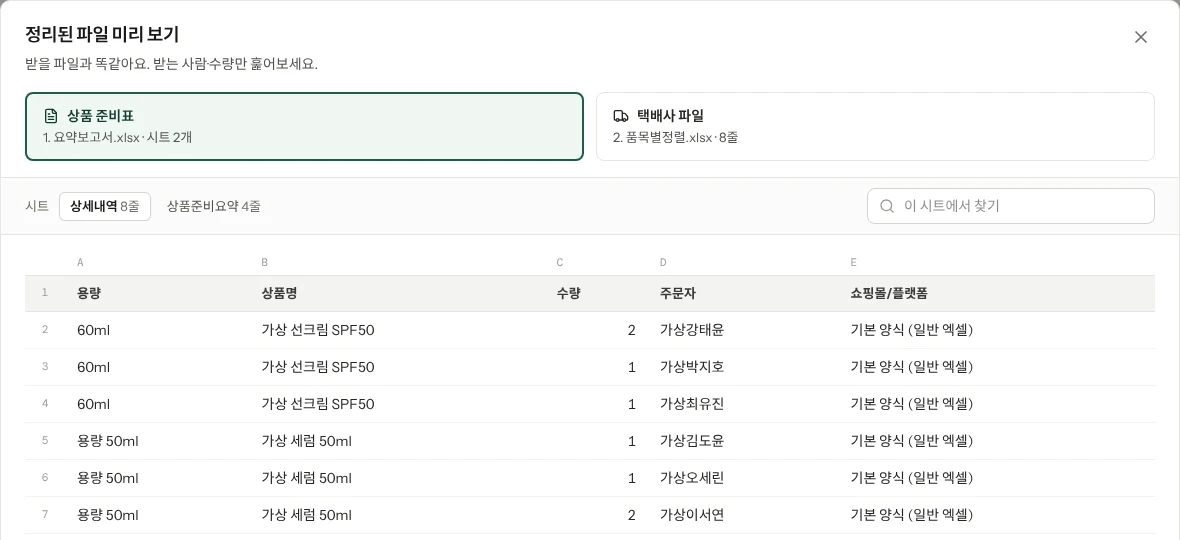 정리된 파일 미리 보기
받을 파일과 똑같아요. 받는 사람·수량만 훑어보세요.
상품 준비표
1. 요약보고서.xlsx · 시트 2개
택배사 파일
2. 품목별정렬.xlsx · 8줄
시트 상세내역 8줄 상품준비요약 4줄 이 시트에서 찾기
A B C D E
1 용량 상품명 수량 주문자 쇼핑몰/플랫폼
2 60ml 가상 선크림 SPF50 2 가상강태윤 기본 양식 (일반 엑셀)
3 60ml 가상 선크림 SPF50 1 가상박지호 기본 양식 (일반 엑셀)
4 60ml 가상 선크림 SPF50 1 가상최유진 기본 양식 (일반 엑셀)
5 용량 50ml 가상 세럼 50ml 1 가상김도윤 기본 양식 (일반 엑셀)
6 용량 50ml 가상 세럼 50ml 1 가상오세린 기본 양식 (일반 엑셀)
7 용량 50ml 가상 세럼 50ml 2 가상이서연 기본 양식 (일반 엑셀)